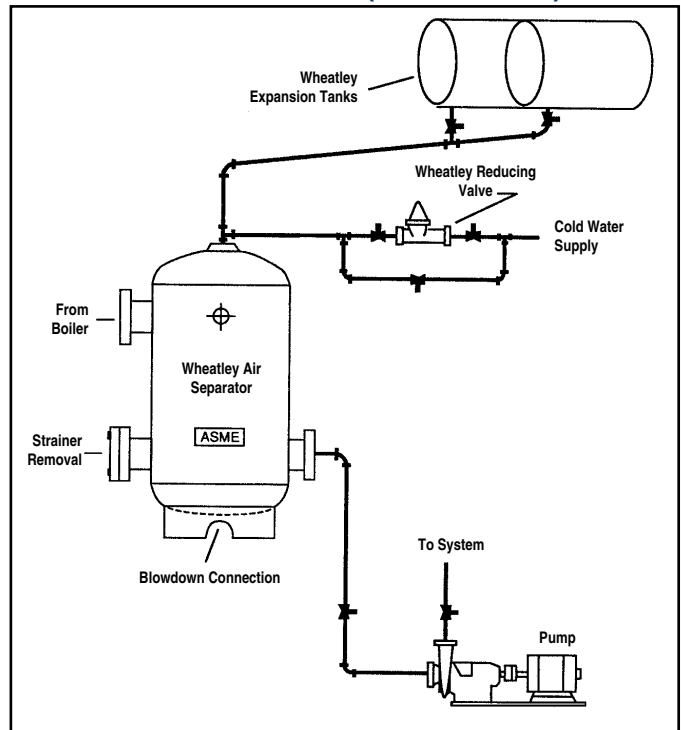 Wheatley
Expansion Tanks
Wheatley Reducing
Valve
Cold Water
Supply
From
Boiler
Wheatley Air
Separator
Strainer
Removal
ASME
Blowdown Connection
To System
Pump